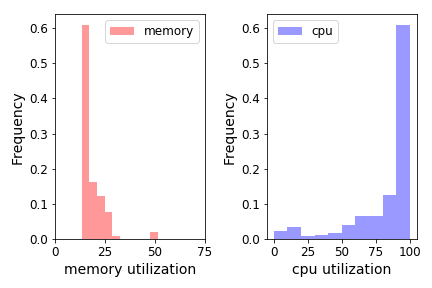 memory
Frequency
0.6
0.5
0.4
0.3
0.2
0.1
0.0
0 25 50 75
memory utilization
cpu
Frequency
0.6
0.5
0.4
0.3
0.2
0.1
0.0
0 25 50 75 100
cpu utilization